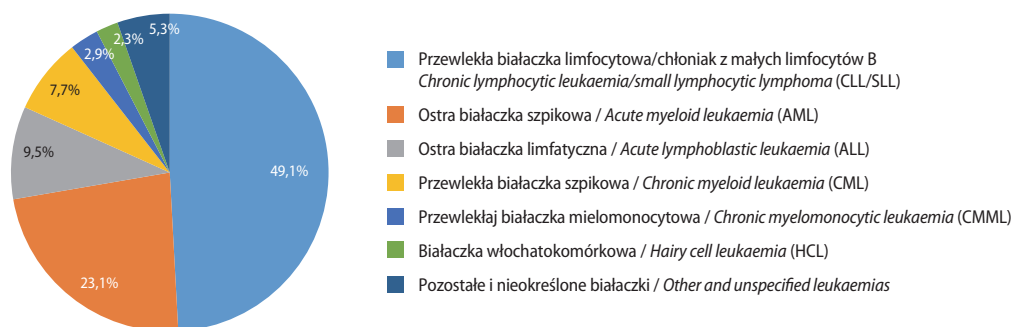 5,3%
2,3%
2,9%
7,7%
9,5%
49,1%
23,1%
Przewlekła białaczka limfocytowa/chłoniak z małych limfocytów B
Chronic lymphocytic leukaemia/small lymphocytic lymphoma (CLL/SLL)
Ostra białaczka szpikowa / Acute myeloid leukaemia (AML)
Ostra białaczka limfatyczna / Acute lymphoblastic leukaemia (ALL)
Przewlekła białaczka szpikowa / Chronic myeloid leukaemia (CML)
Przewlekłaj białaczka mielomonocytowa / Chronic myelomonocytic leukaemia (CMML)
Białaczka włochatokomórkowa / Hairy cell leukaemia (HCL)
Pozostałe i nieokreślone białaczki / Other and unspecified leukaemias